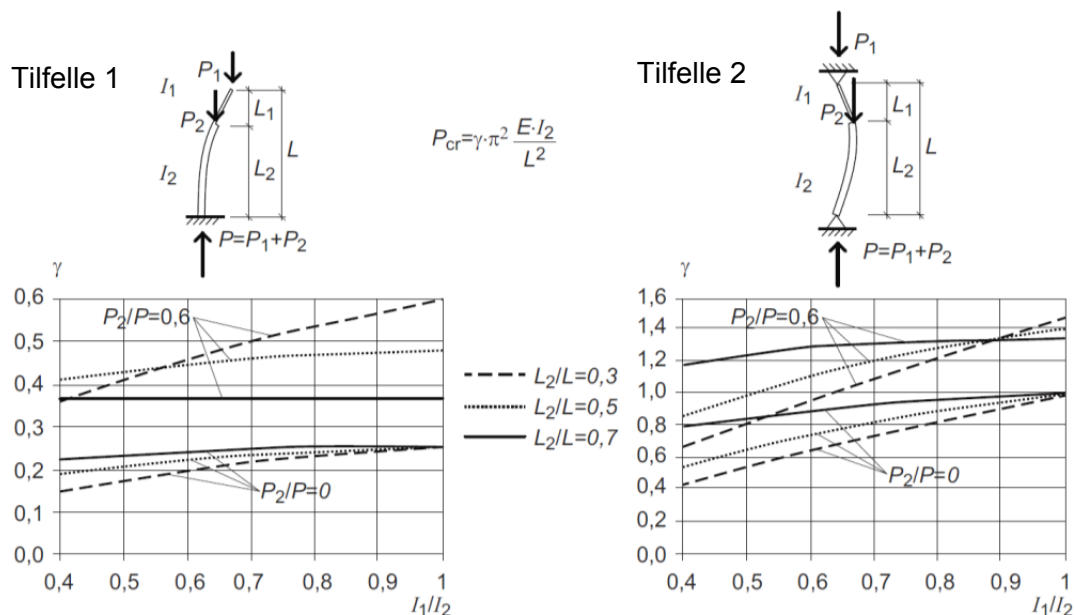 Tilfelle 1
P₁
I₁
P₂
L₁
L
I₂
L₂
P=P₁+P₂
P_cr=γ·π² E·I₂/L²
Tilfelle 2
P₁
I₁
P₂
L₁
L
I₂
L₂
P=P₁+P₂
γ
0,6
0,5
0,4
0,3
0,2
0,1
0,0
P₂/P=0,6
P₂/P=0
0,4 0,5 0,6 0,7 0,8 0,9 1
I₁/I₂
L₂/L=0,3
L₂/L=0,5
L₂/L=0,7
γ
1,6
1,4
1,2
1,0
0,8
0,6
0,4
0,2
0,0
P₂/P=0,6
P₂/P=0
0,4 0,5 0,6 0,7 0,8 0,9 1
I₁/I₂